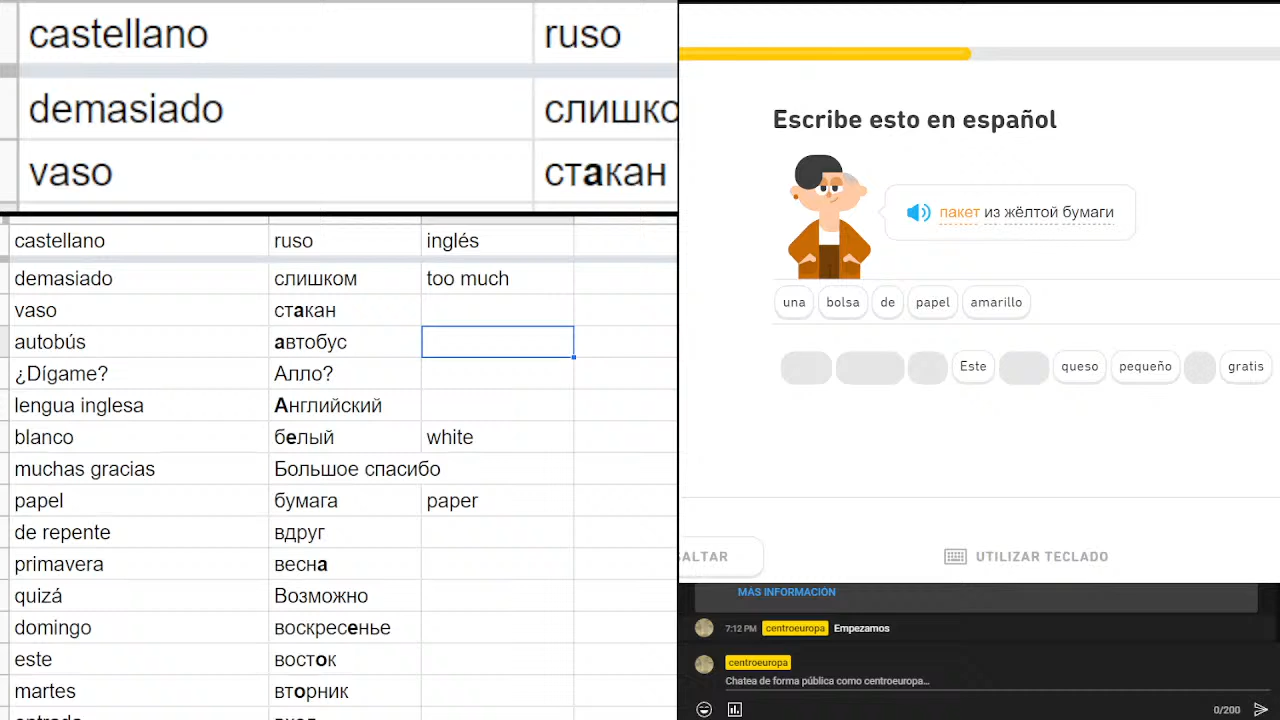 castellano ruso
demasiado слишко
vaso стакан
castellano ruso inglés
demasiado слишком too much
vaso стакан
autobús автобус
¿Dígame? Алло?
lengua inglesa Английский
blanco белый white
muchas gracias Большое спасибо
papel бумага paper
de repente вдруг
primavera весна
quizá Возможно
domingo воскресенье
este восток
martes вторник
entrada вход
Escribe esto en español
пакет из жёлтой бумаги
una bolsa de papel amarillo
Este queso pequeño gratis
SALTAR
UTILIZAR TECLADO
MÁS INFORMACIÓN
7:12 PM centroeuropa Empezamos
centroeuropa
Chatea de forma pública como centroeuropa...
0/200